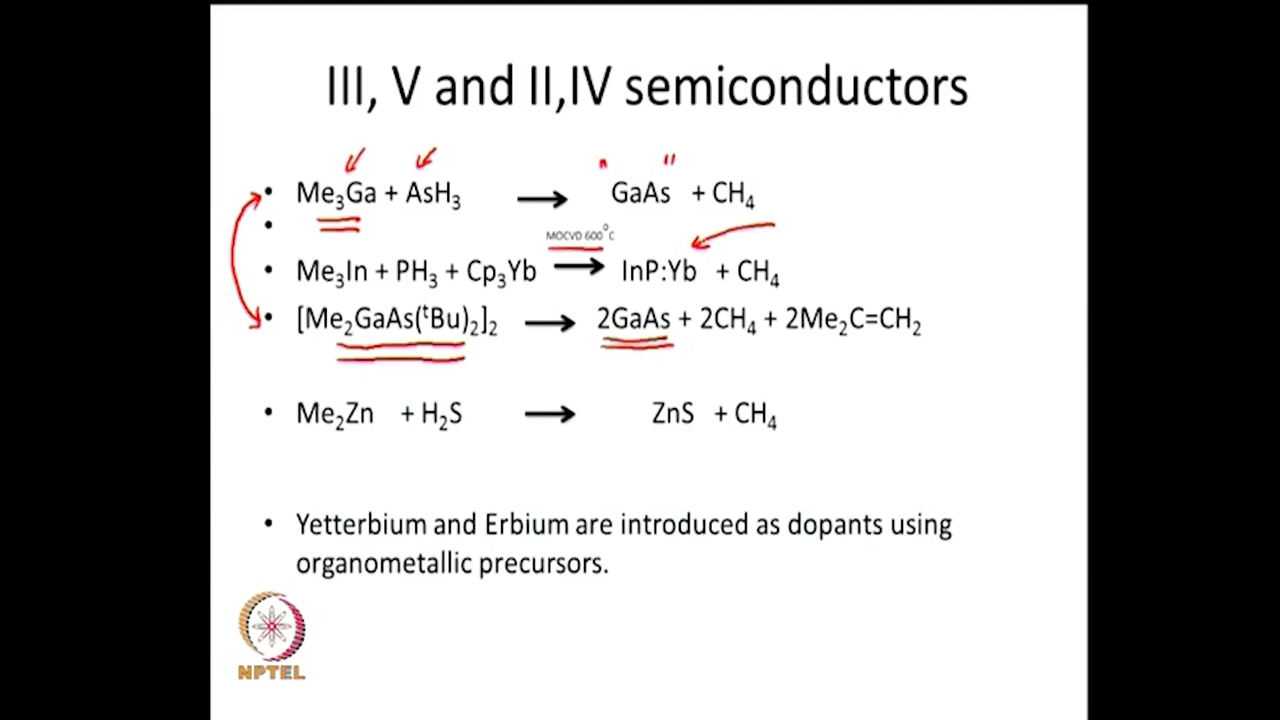 III, V and II,IV semiconductors
• Me₃Ga + AsH₃ → GaAs + CH₄
•
MOCVD 600°C
• Me₃In + PH₃ + Cp₃Yb → InP:Yb + CH₄
• [Me₂GaAs(ᵗBu)₂]₂ → 2GaAs + 2CH₄ + 2Me₂C=CH₂
• Me₂Zn + H₂S → ZnS + CH₄
• Yetterbium and Erbium are introduced as dopants using
organometallic precursors.
NPTEL